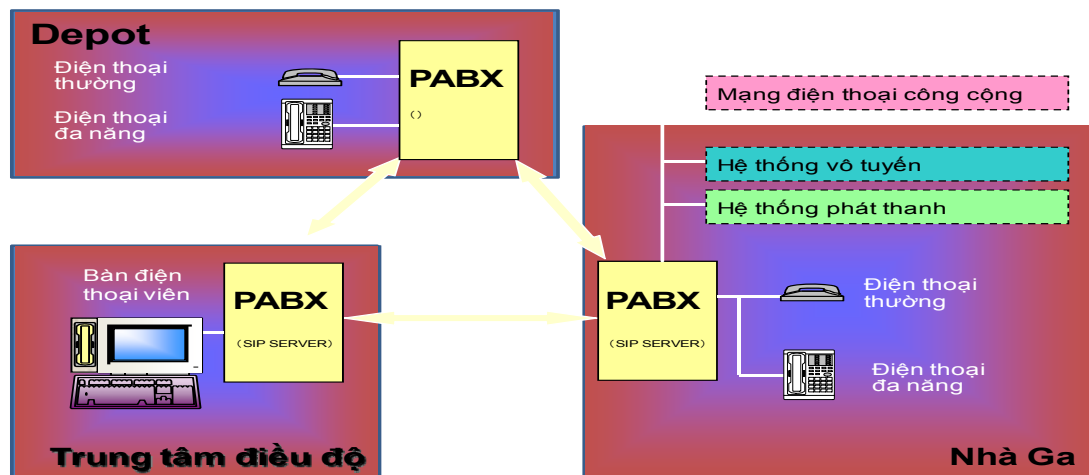 Depot
Điện thoại
thường
Điện thoại
đa năng
PABX
()
Mạng điện thoại công cộng
Hệ thống vô tuyến
Hệ thống phát thanh
Bàn điện
thoại viên
PABX
(SIP SERVER)
Trung tâm điều độ
PABX
(SIP SERVER)
Điện thoại
thường
Điện thoại
đa năng
Nhà Ga